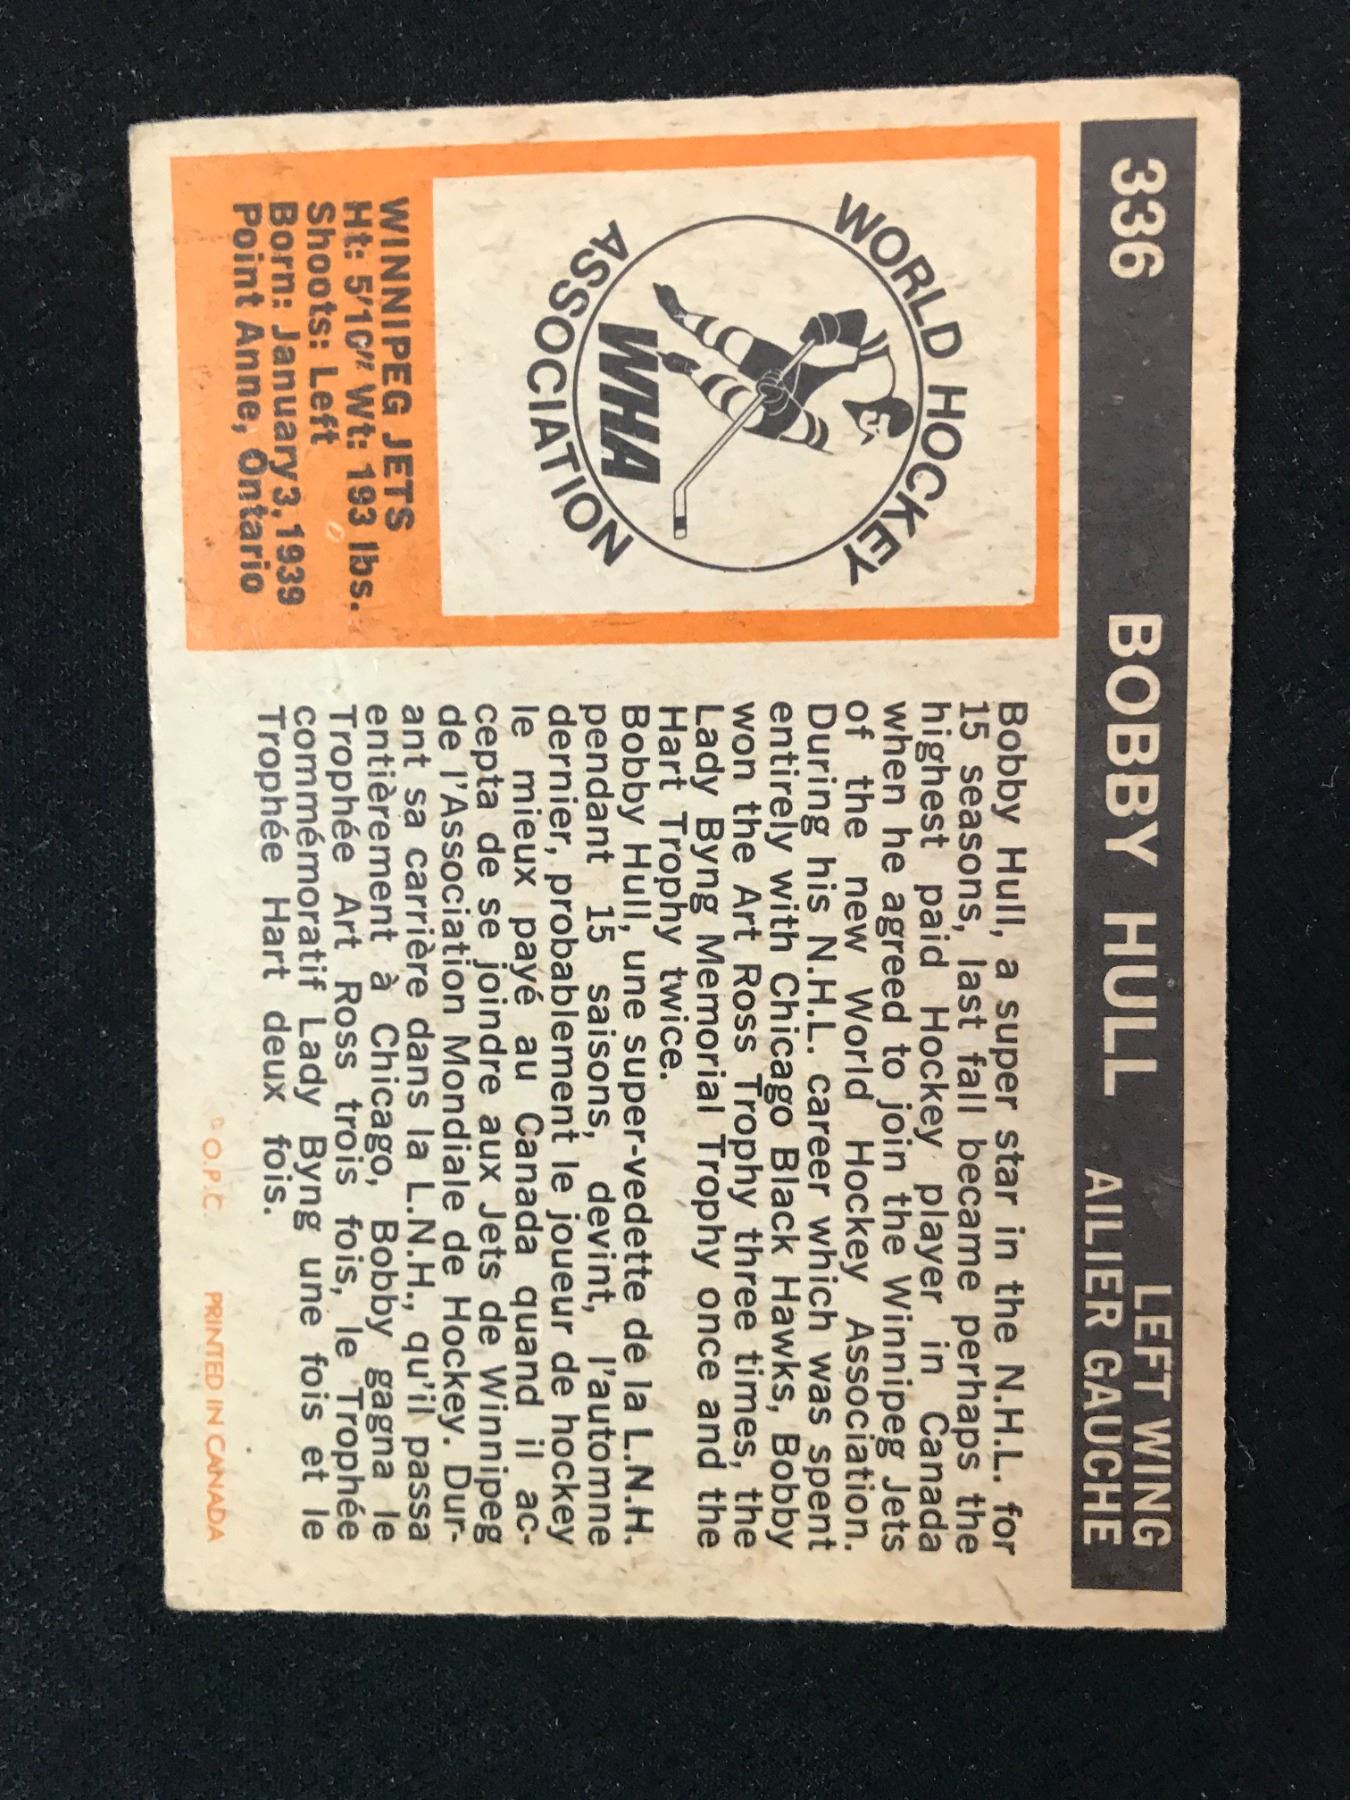 336 BOBBY HULL LEFT WING
AILIER GAUCHE
WORLD HOCKEY
WHA
ASSOCIATION
WINNIPEG JETS
Ht: 5'10" Wt: 193 lbs.
Shoots: Left
Born: January 3, 1939
Point Anne, Ontario
Bobby Hull, a super star in the N.H.L. for
15 seasons, last fall became perhaps the
highest paid Hockey player in Canada
when he agreed to join the Winnipeg Jets
of the new World Hockey Association.
During his N.H.L. career which was spent
entirely with Chicago Black Hawks, Bobby
won the Art Ross Trophy three times, the
Lady Byng Memorial Trophy once and the
Hart Trophy twice.
Bobby Hull, une super-vedette de la L.N.H.
pendant 15 saisons, devint, l'automne
dernier, probablement le joueur de hockey
le mieux payé au Canada quand il ac-
cepta de se joindre aux Jets de Winnipeg
de l'Association Mondiale de Hockey. Dur-
ant sa carrière dans la L.N.H., qu'il passa
entièrement à Chicago, Bobby gagna le
Trophée Art Ross trois fois, le Trophée
commémoratif Lady Byng une fois et le
Trophée Hart deux fois.
© O.P.C. PRINTED IN CANADA